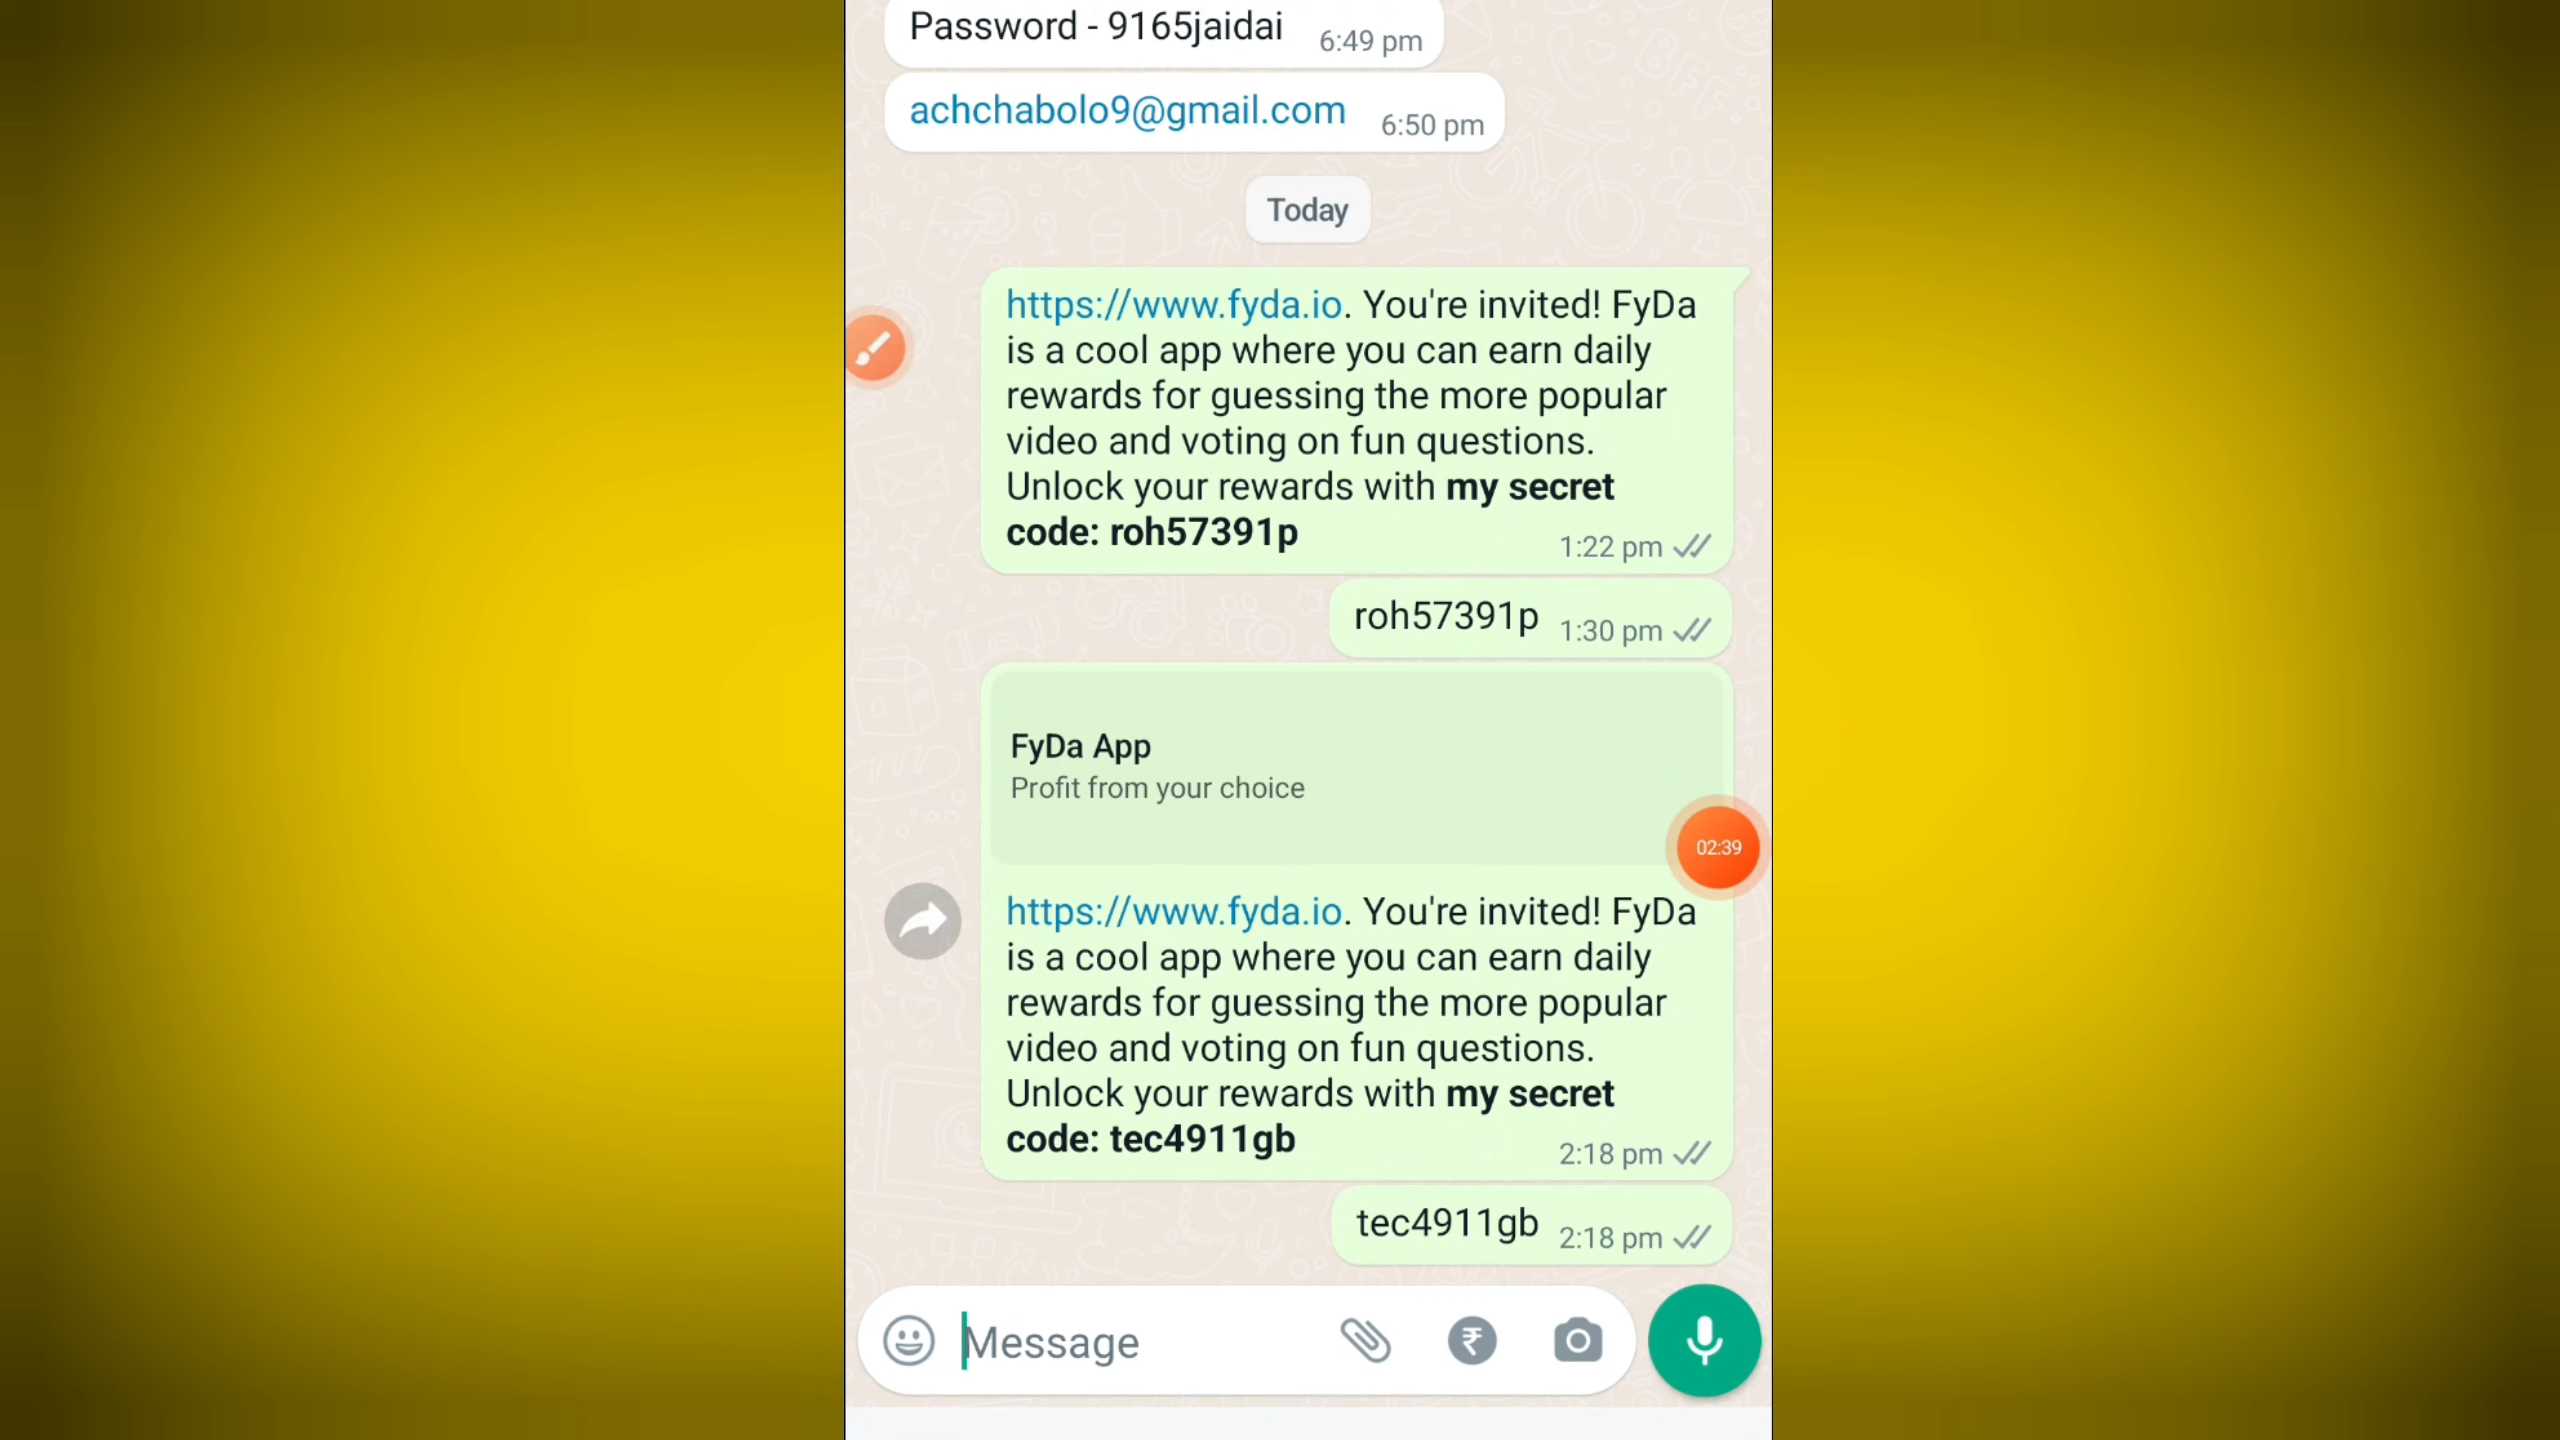 Password - 9165jaidai 6:49 pm
achchabolo9@gmail.com 6:50 pm
Today
https://www.fyda.io. You're invited! FyDa
is a cool app where you can earn daily
rewards for guessing the more popular
video and voting on fun questions.
Unlock your rewards with my secret
code: roh57391p 1:22 pm
roh57391p 1:30 pm
FyDa App
Profit from your choice
02:39
https://www.fyda.io. You're invited! FyDa
is a cool app where you can earn daily
rewards for guessing the more popular
video and voting on fun questions.
Unlock your rewards with my secret
code: tec4911gb 2:18 pm
tec4911gb 2:18 pm
Message
₹